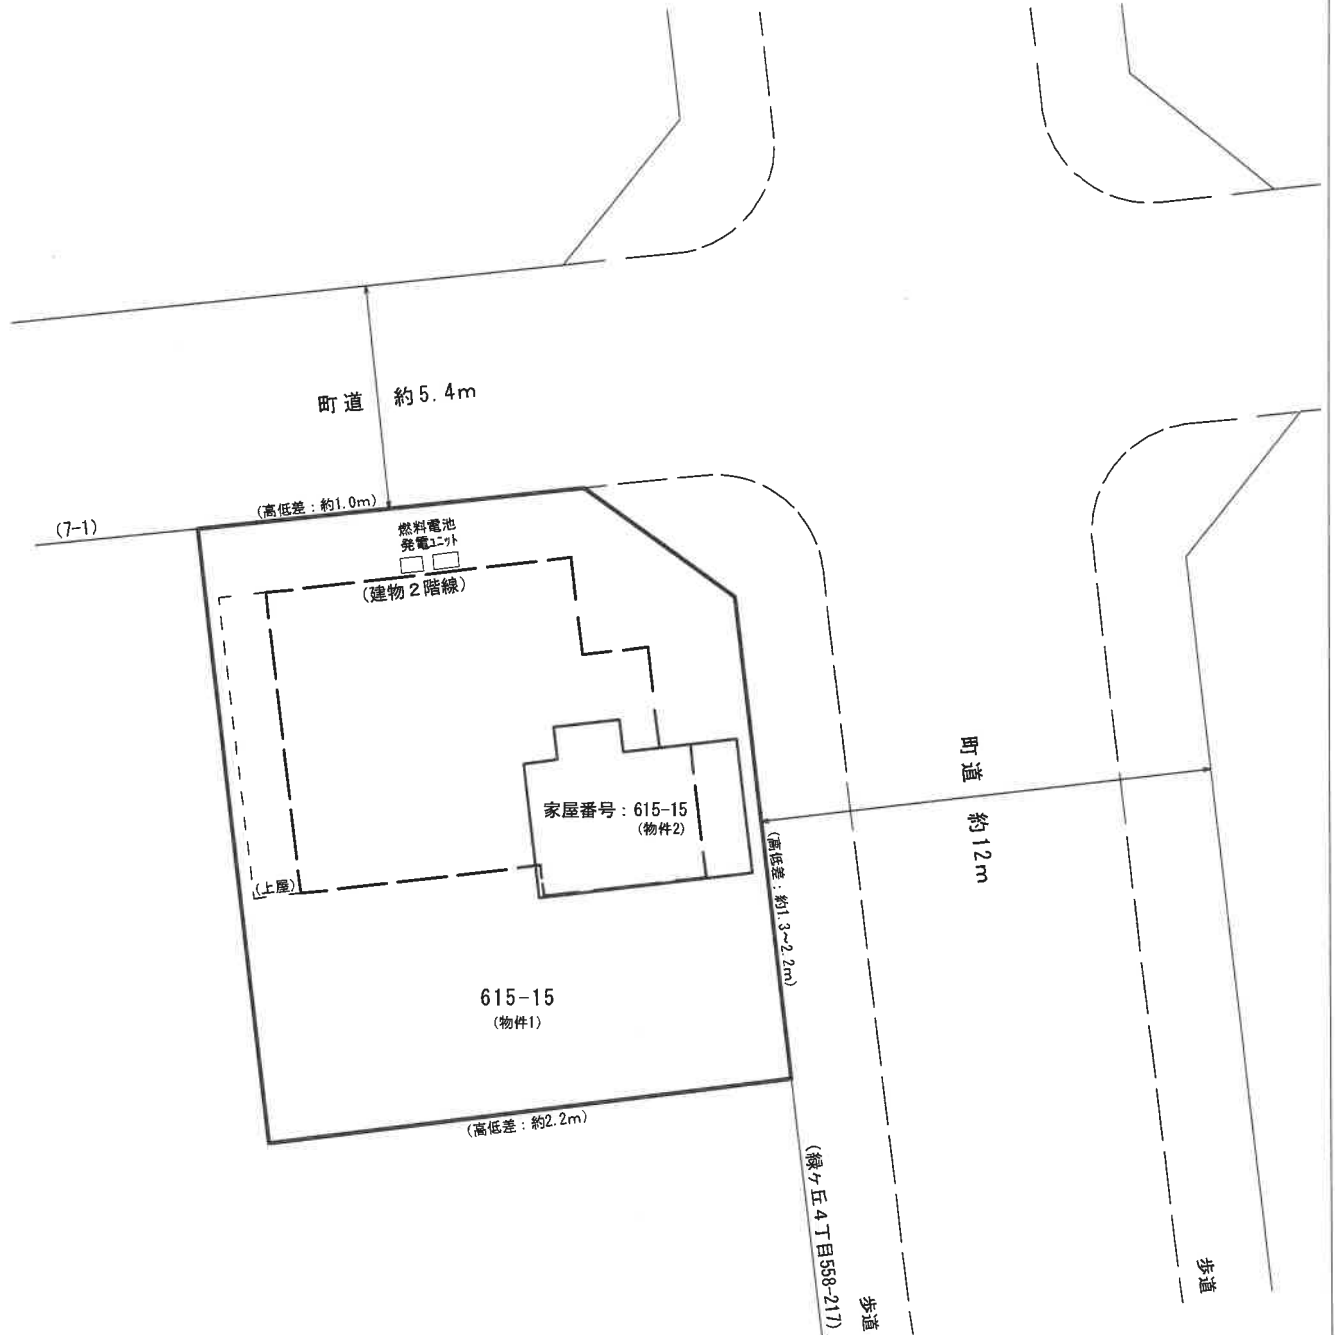 町道 約5.4m
(高低差：約1.0m)
(7-1)
燃料電池
発電ユニット
(建物２階線)
町道 約12m
家屋番号：615-15
(物件2)
(高低差：約1.3～2.2m)
(上屋)
615-15
(物件1)
(高低差：約2.2m)
(緑ヶ丘４丁目558-217)
歩道
歩道